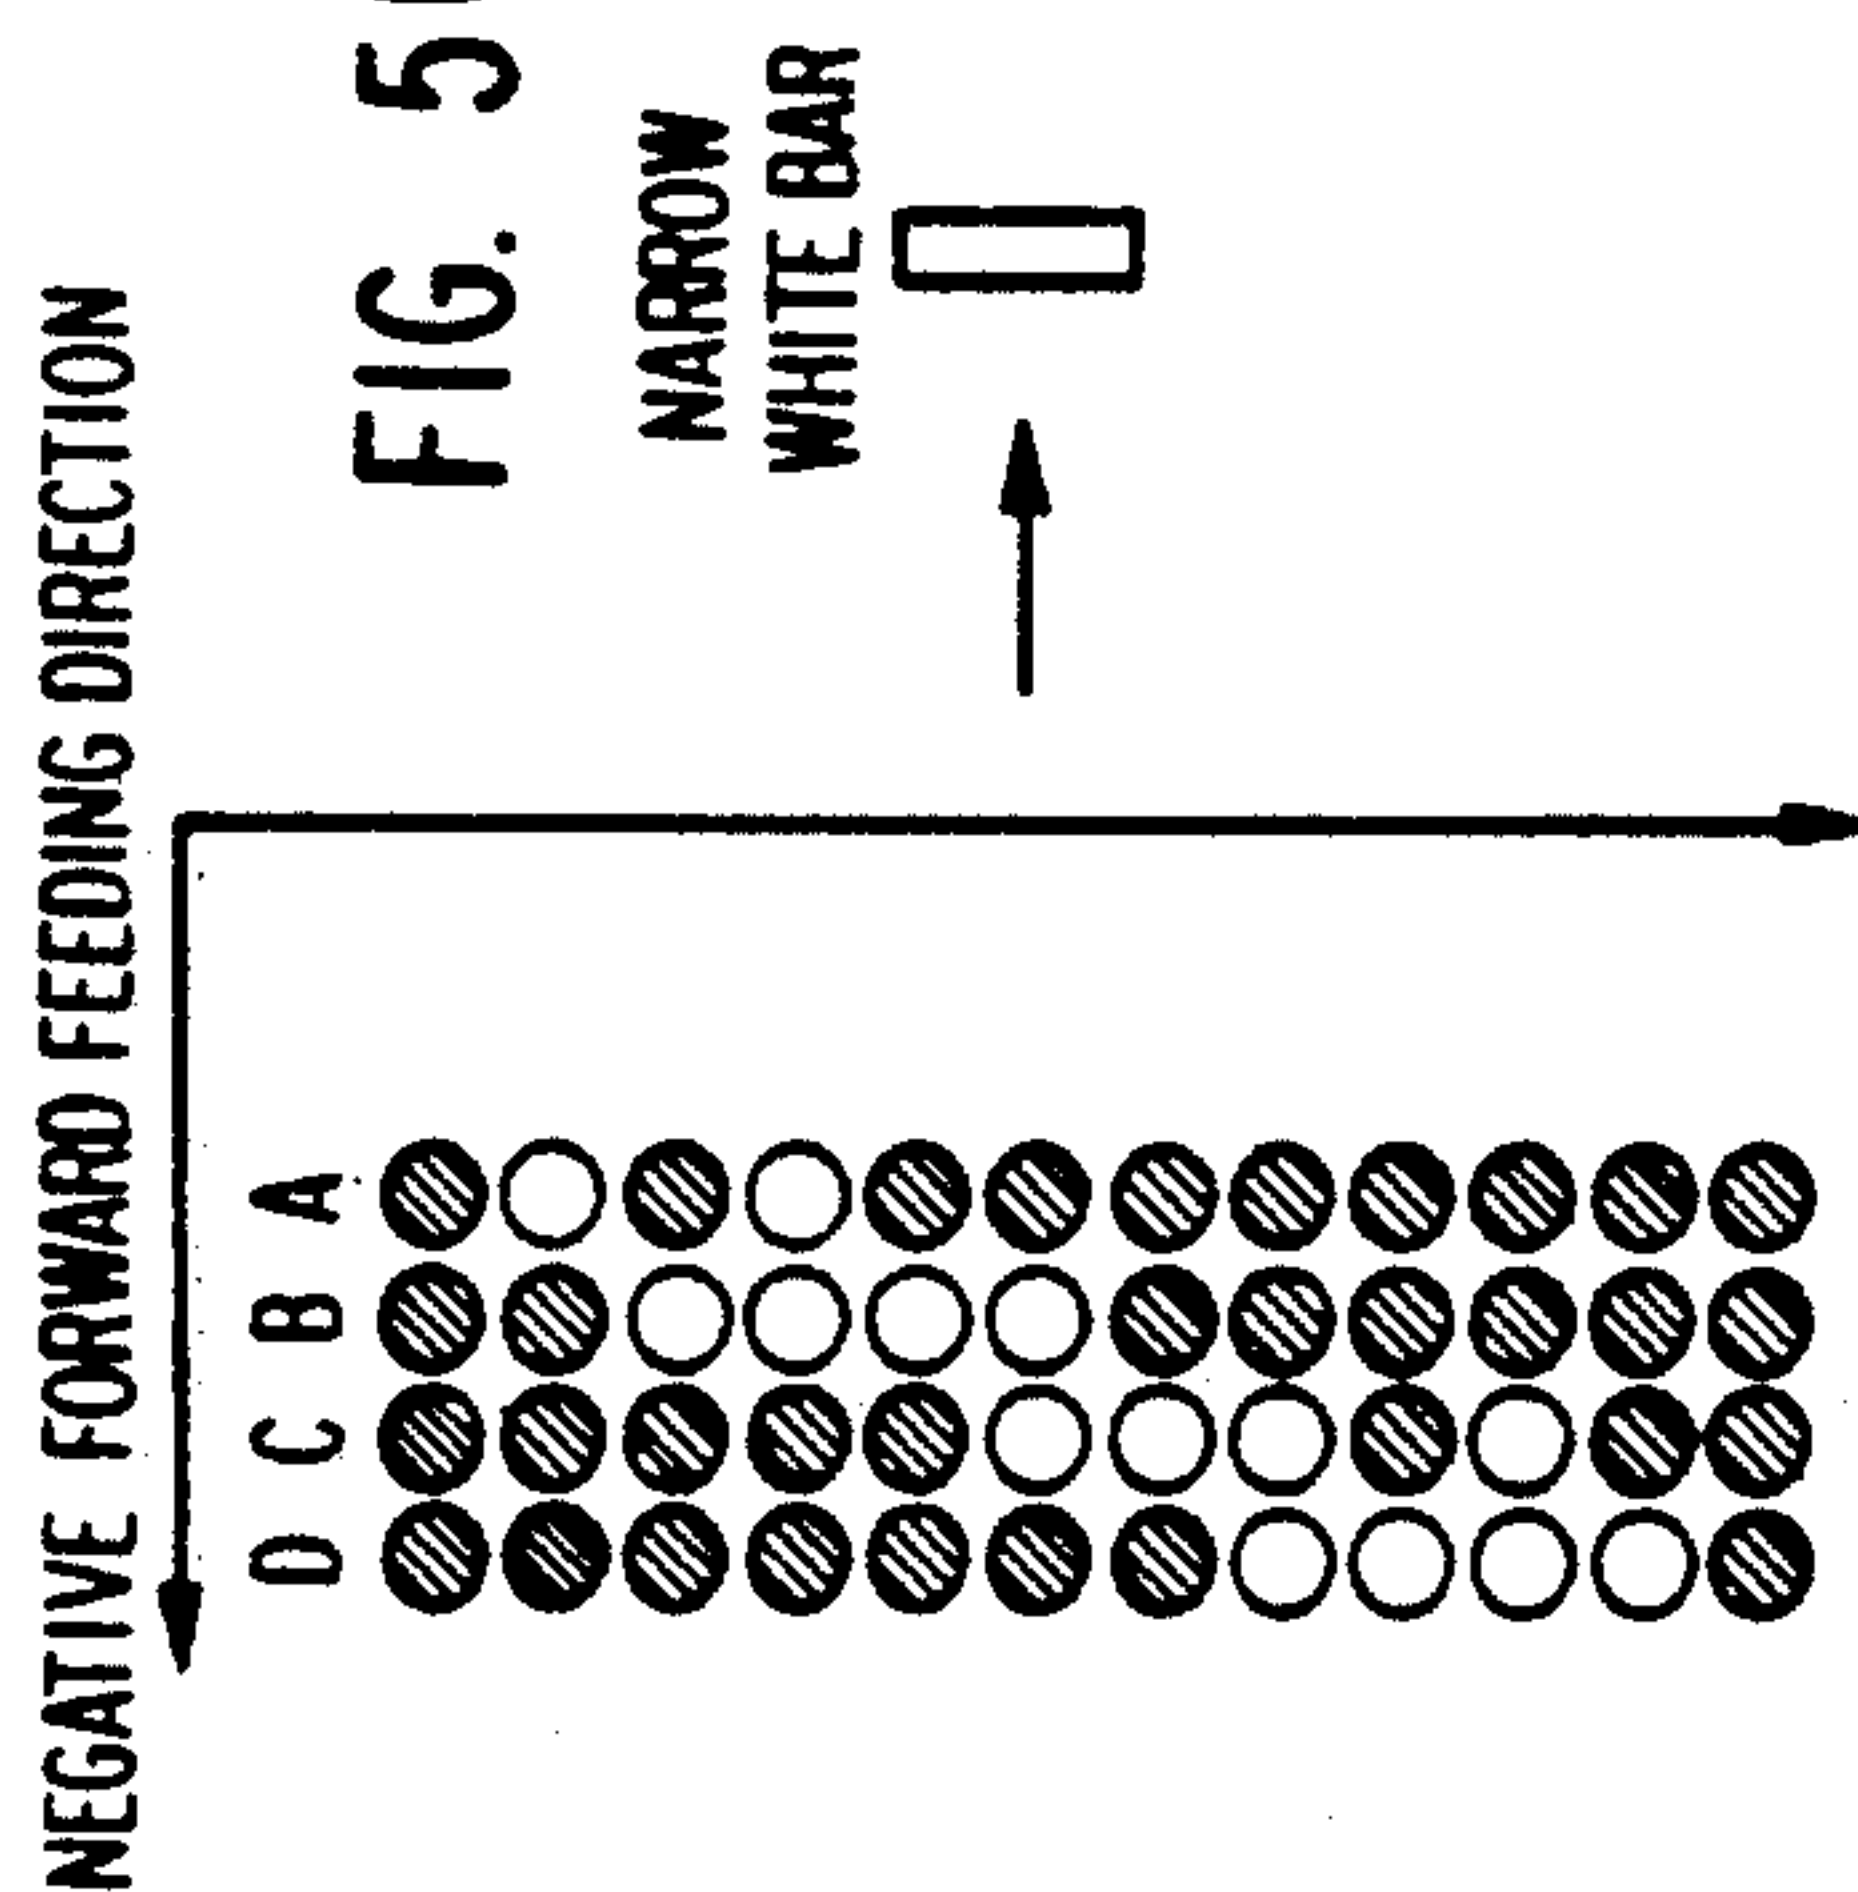 NEGATIVE FORWARD FEEDING DIRECTION
D C B A
FIG. 5
NARROW
WHITE BAR